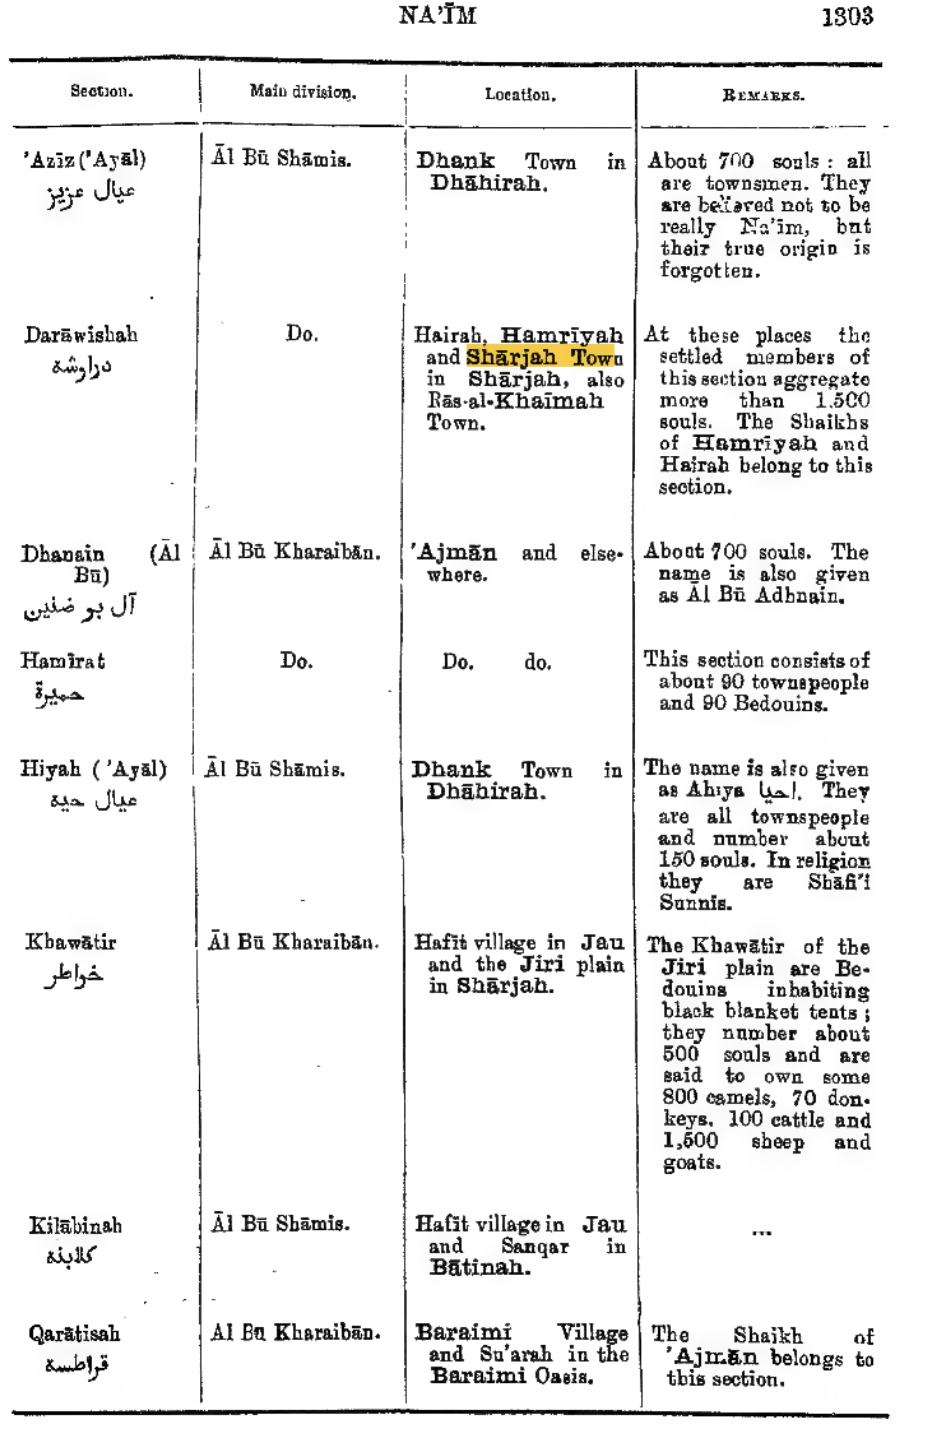 NA'ĪM
1303
Section.
Main division.
Location.
REMARKS.
'Azīz ('Ayāl)
عيال عزيز
Āl Bū Shāmis.
Dhank Town in
Dhāhirah.
About 700 souls : all
are townsmen. They
are believed not to be
really Na'īm, but
their true origin is
forgotten.
Darāwishah
دراوشة
Do.
Hairah, Hamrīyah
and Shārjah Town
in Shārjah, also
Rās-al-Khaīmah
Town.
At these places the
settled members of
this section aggregate
more than 1,500
souls. The Shaikhs
of Hamrīyah and
Hairah belong to this
section.
Dhanain (Āl
Bū)
آل بو ضنين
Āl Bū Kharaibān.
'Ajmān and else-
where.
About 700 souls. The
name is also given
as Āl Bū Adhnain.
Hamīrat
حميرة
Do.
Do. do.
This section consists of
about 90 townspeople
and 90 Bedouins.
Hiyah ( 'Ayāl)
عيال حية
Āl Bū Shāmis.
Dhank Town in
Dhāhirah.
The name is also given
as Ahiya احيا. They
are all townspeople
and number about
150 souls. In religion
they are Shāfi'i
Sunnis.
Khawātir
خواطر
Āl Bū Kharaibān.
Hafīt village in Jau
and the Jiri plain
in Shārjah.
The Khawātir of the
Jiri plain are Be-
douins inhabiting
black blanket tents ;
they number about
500 souls and are
said to own some
800 camels, 70 don-
keys, 100 cattle and
1,500 sheep and
goats.
Kilābinah
كلابنة
Āl Bū Shāmis.
Hafīt village in Jau
and Sanqar in
Bātinah.
...
Qarātisah
قراطسة
Al Bū Kharaibān.
Baraimi Village
and Su'arah in the
Baraimi Oasis.
The Shaikh of
'Ajmān belongs to
this section.